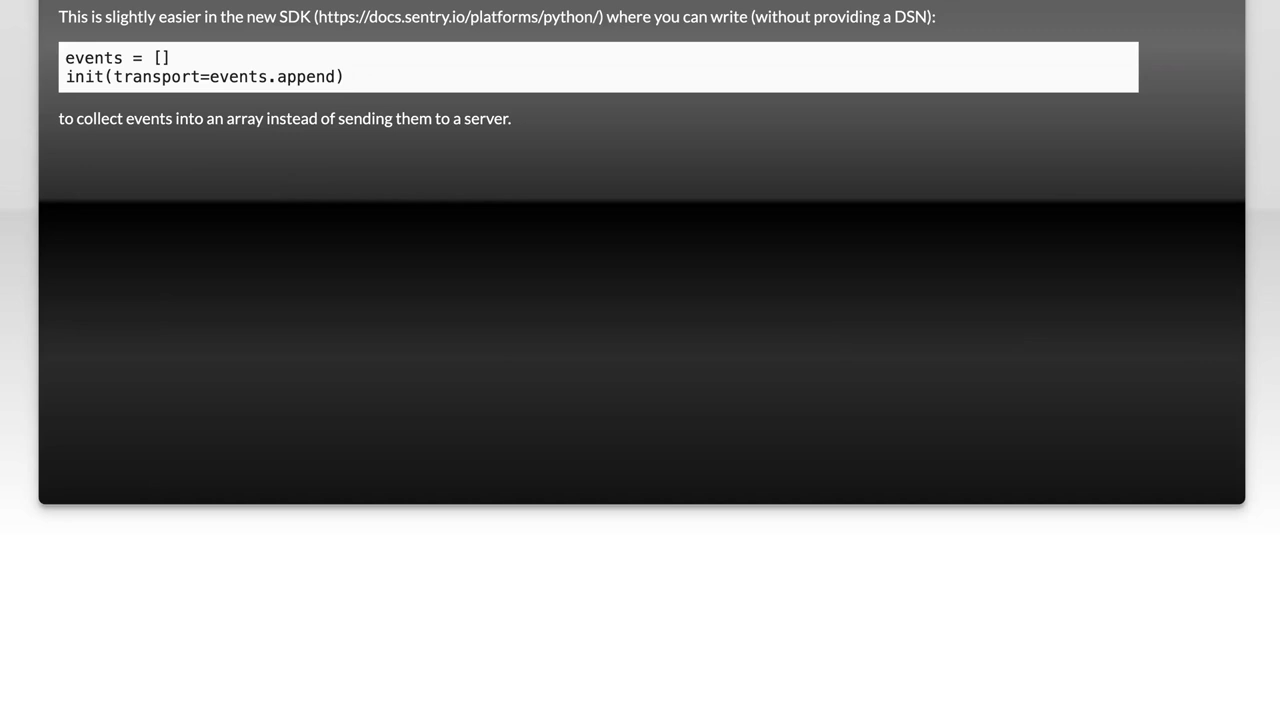 This is slightly easier in the new SDK (https://docs.sentry.io/platforms/python/) where you can write (without providing a DSN):
events = []
init(transport=events.append)
to collect events into an array instead of sending them to a server.